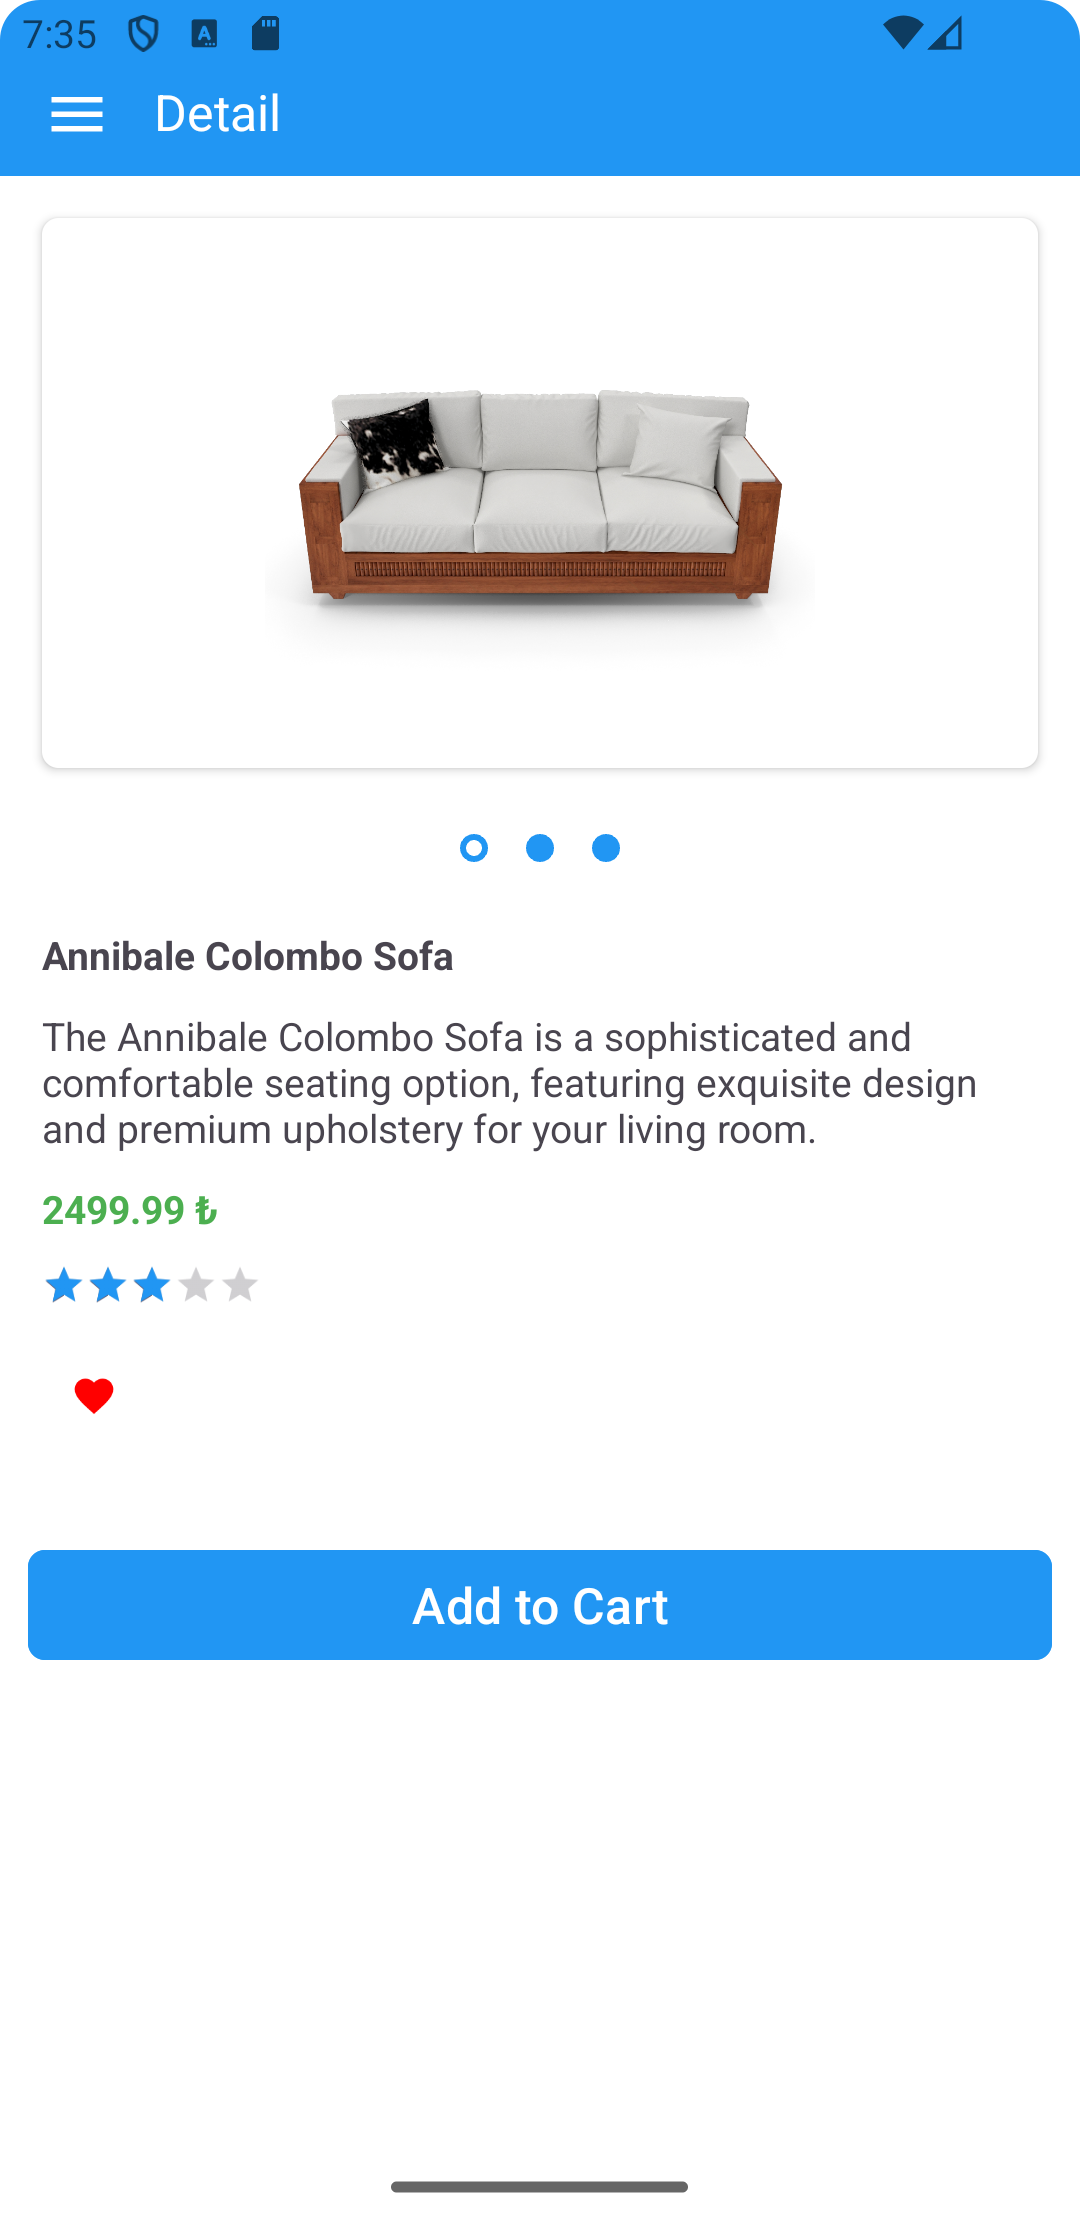 7:35
Detail
Annibale Colombo Sofa
The Annibale Colombo Sofa is a sophisticated and
comfortable seating option, featuring exquisite design
and premium upholstery for your living room.
2499.99 ₺
Add to Cart